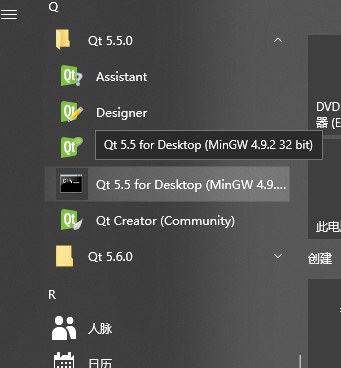 Q
Qt 5.5.0
Assistant
Designer
Qt 5.5 for Desktop (MinGW 4.9.2 32 bit)
Qt 5.5 for Desktop (MinGW 4.9....
Qt Creator (Community)
Qt 5.6.0
R
人脉
日历
DVD
器 (E
此电
创建